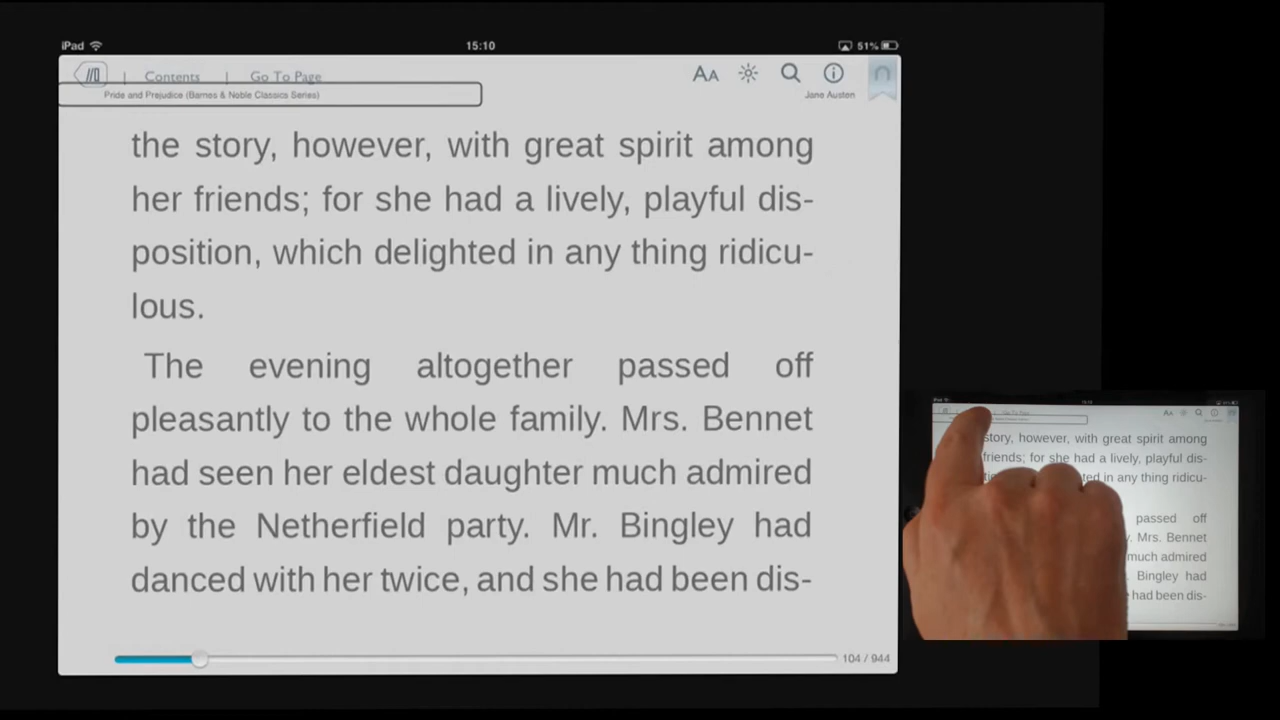 iPad 15:10 51%
Contents | Go To Page AA
Pride and Prejudice (Barnes & Noble Classics Series) Jane Austen
the story, however, with great spirit among
her friends; for she had a lively, playful dis-
position, which delighted in any thing ridicu-
lous.
The evening altogether passed off
pleasantly to the whole family. Mrs. Bennet
had seen her eldest daughter much admired
by the Netherfield party. Mr. Bingley had
danced with her twice, and she had been dis-
104 / 944
Go To Page AA
story, however, with great spirit among
friends; for she had a lively, playful dis-
in any thing ridicu-
passed off
Mrs. Bennet
much admired
Bingley had
had been dis-